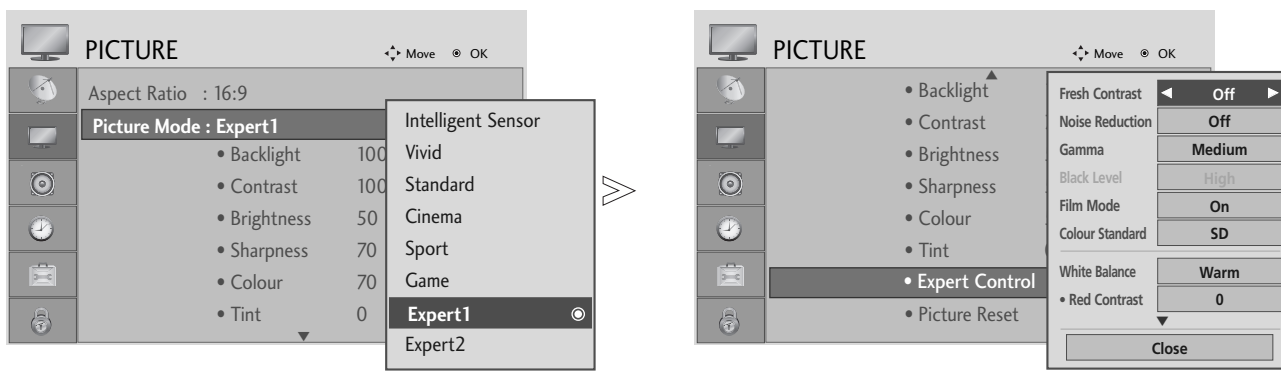 PICTURE
Move OK
Aspect Ratio : 16:9
Picture Mode : Expert1
• Backlight 100
• Contrast 100
• Brightness 50
• Sharpness 70
• Colour 70
• Tint 0
Intelligent Sensor
Vivid
Standard
Cinema
Sport
Game
Expert1
Expert2
PICTURE
Move OK
• Backlight
• Contrast
• Brightness
• Sharpness
• Colour
• Tint
• Expert Control
• Picture Reset
Fresh Contrast Off
Noise Reduction Off
Gamma Medium
Black Level High
Film Mode On
Colour Standard SD
White Balance Warm
• Red Contrast 0
Close